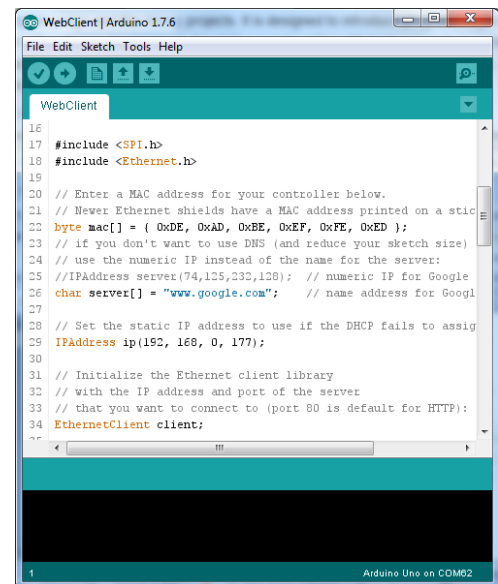 WebClient | Arduino 1.7.6
File Edit Sketch Tools Help
WebClient
16
17 #include <SPI.h>
18 #include <Ethernet.h>
19
20 // Enter a MAC address for your controller below.
21 // Newer Ethernet shields have a MAC address printed on a stic
22 byte mac[] = { 0xDE, 0xAD, 0xBE, 0xEF, 0xFE, 0xED };
23 // if you don't want to use DNS (and reduce your sketch size)
24 // use the numeric IP instead of the name for the server:
25 //IPAddress server(74,125,232,128);  // numeric IP for Google
26 char server[] = "www.google.com";    // name address for Googl
27
28 // Set the static IP address to use if the DHCP fails to assig
29 IPAddress ip(192, 168, 0, 177);
30
31 // Initialize the Ethernet client library
32 // with the IP address and port of the server
33 // that you want to connect to (port 80 is default for HTTP):
34 EthernetClient client;
1 Arduino Uno on COM62